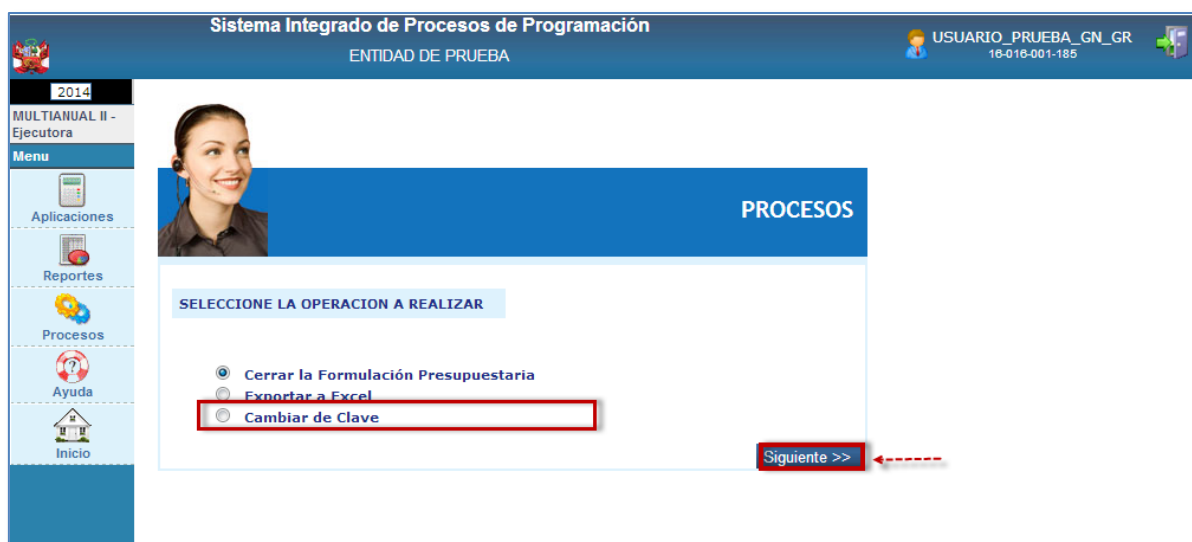 Sistema Integrado de Procesos de Programación
ENTIDAD DE PRUEBA
USUARIO_PRUEBA_GN_GR
16-016-001-185
2014
MULTIANUAL II -
Ejecutora
Menu
Aplicaciones
Reportes
Procesos
Ayuda
Inicio
PROCESOS
SELECCIONE LA OPERACION A REALIZAR
Cerrar la Formulación Presupuestaria
Exportar a Excel
Cambiar de Clave
Siguiente >>